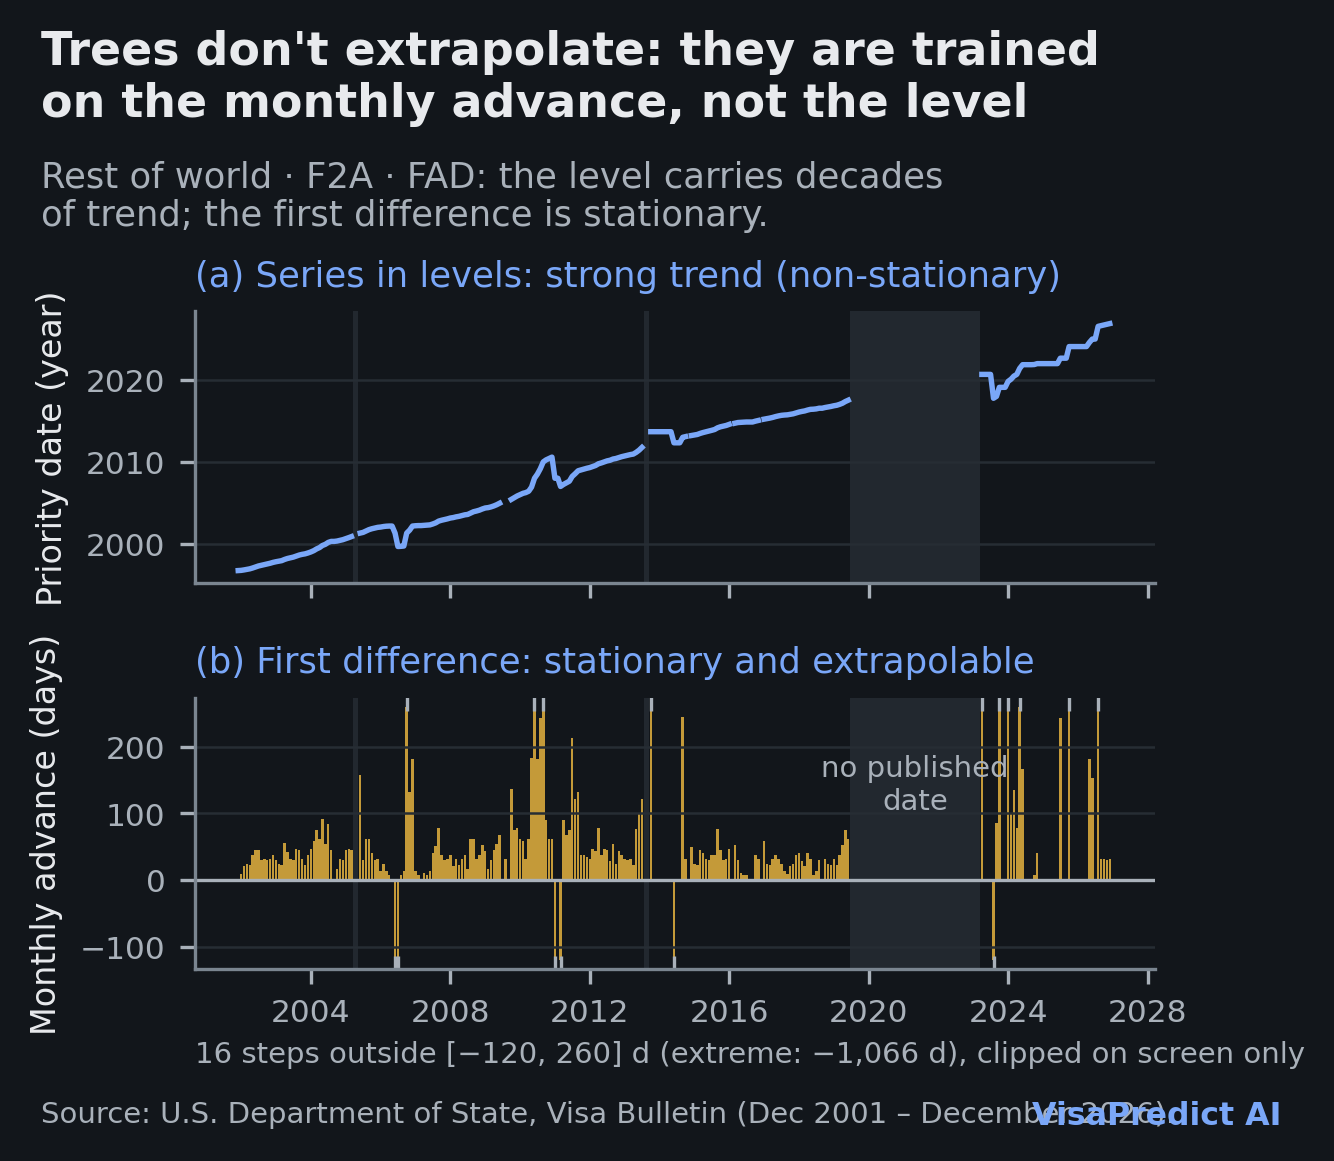 Trees don't extrapolate: they are trained
on the monthly advance, not the level
Rest of world · F2A · FAD: the level carries decades
of trend; the first difference is stationary.
(a) Series in levels: strong trend (non-stationary)
Priority date (year)
2020
2010
2000
(b) First difference: stationary and extrapolable
Monthly advance (days)
200
100
0
−100
no published
date
2004 2008 2012 2016 2020 2024 2028
16 steps outside [−120, 260] d (extreme: −1,066 d), clipped on screen only
Source: U.S. Department of State, Visa Bulletin (Dec 2001 – December 2026).
VisaPredict AI